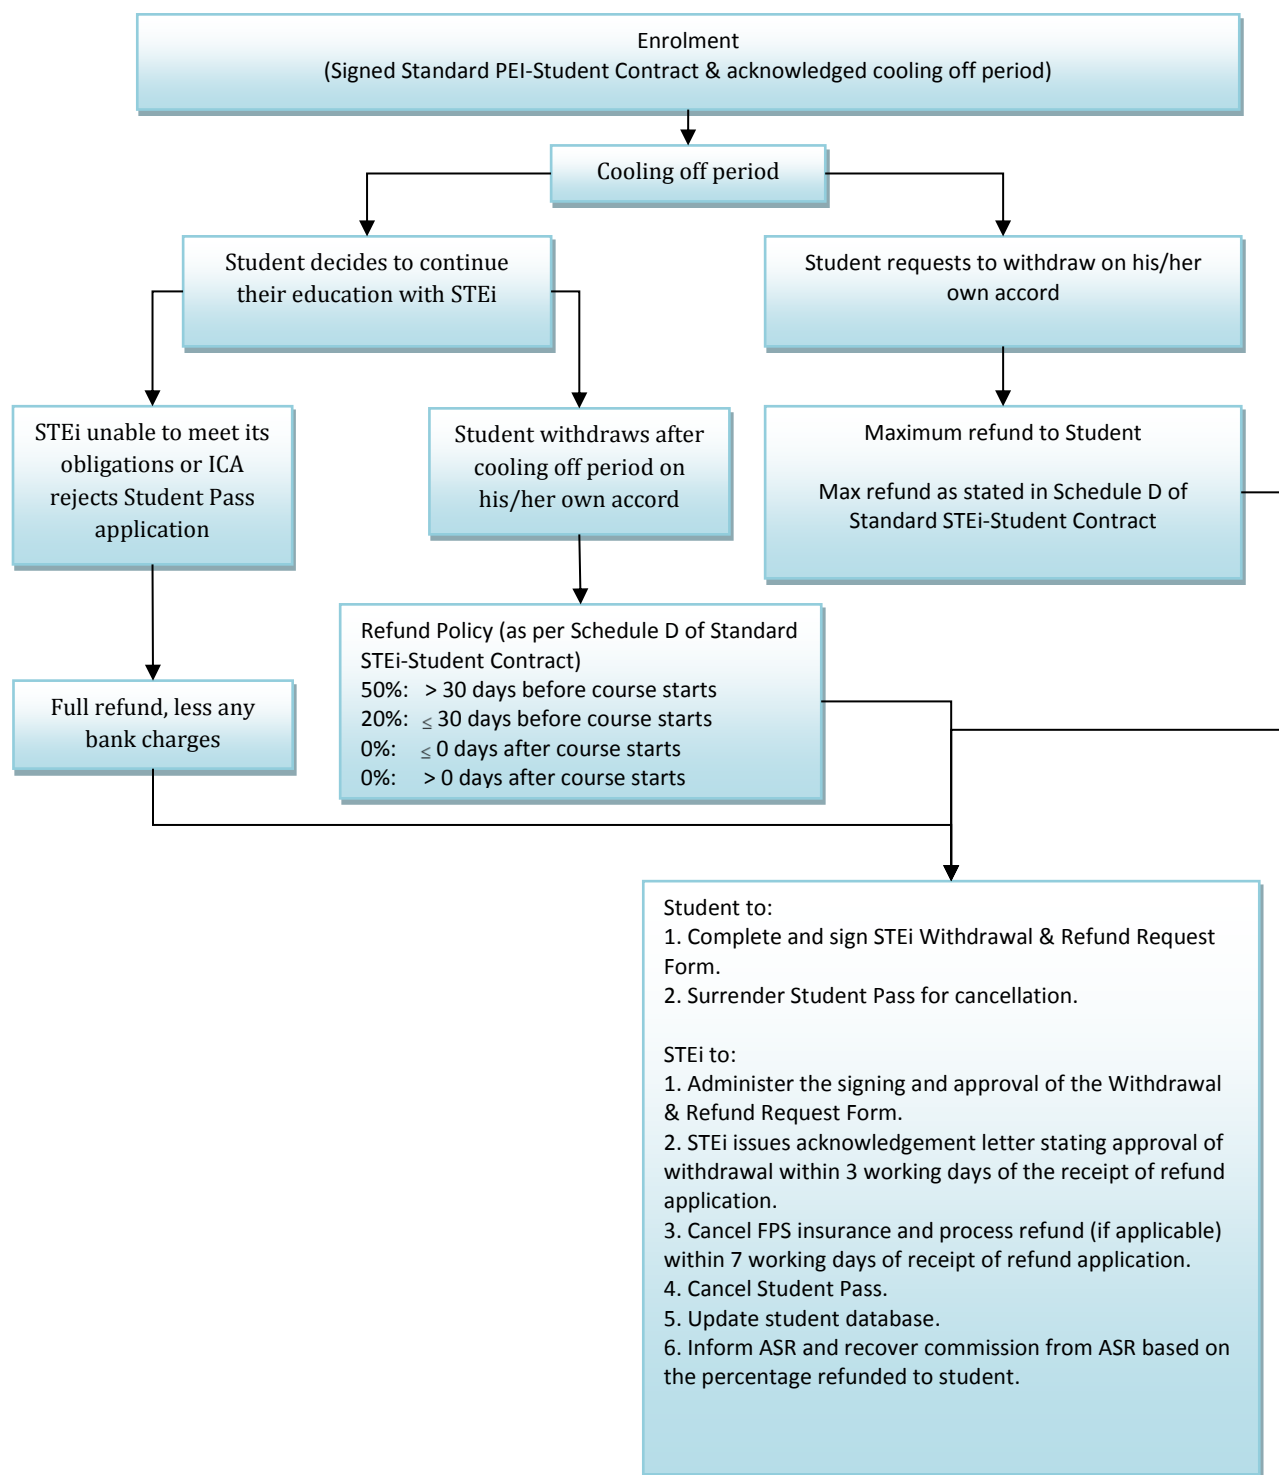 Enrolment
(Signed Standard PEI-Student Contract & acknowledged cooling off period)
Cooling off period
Student decides to continue
their education with STEi
Student requests to withdraw on his/her
own accord
STEi unable to meet its
obligations or ICA
rejects Student Pass
application
Student withdraws after
cooling off period on
his/her own accord
Maximum refund to Student
Max refund as stated in Schedule D of
Standard STEi-Student Contract
Refund Policy (as per Schedule D of Standard
STEi-Student Contract)
50%: > 30 days before course starts
20%: ≤ 30 days before course starts
0%: ≤ 0 days after course starts
0%: > 0 days after course starts
Full refund, less any
bank charges
Student to:
1. Complete and sign STEi Withdrawal & Refund Request
Form.
2. Surrender Student Pass for cancellation.
STEi to:
1. Administer the signing and approval of the Withdrawal
& Refund Request Form.
2. STEi issues acknowledgement letter stating approval of
withdrawal within 3 working days of the receipt of refund
application.
3. Cancel FPS insurance and process refund (if applicable)
within 7 working days of receipt of refund application.
4. Cancel Student Pass.
5. Update student database.
6. Inform ASR and recover commission from ASR based on
the percentage refunded to student.